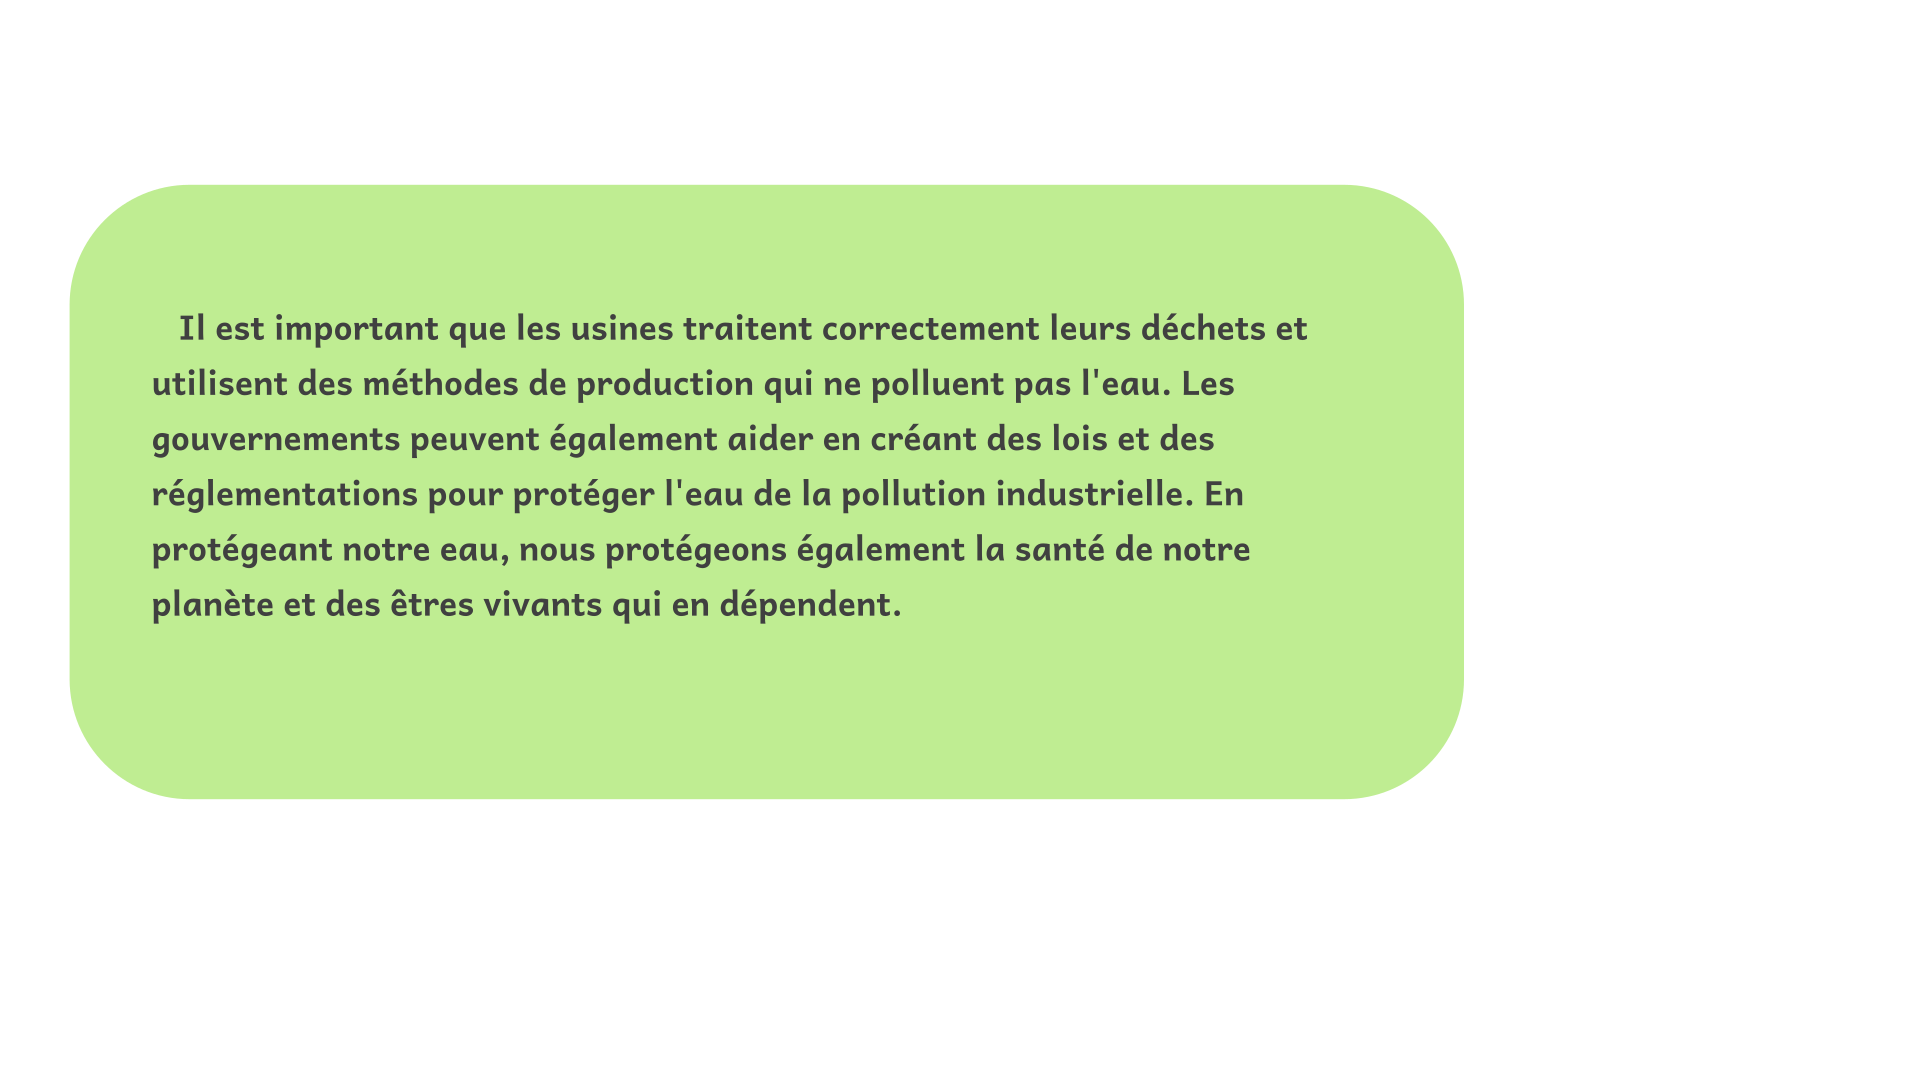 Il est important que les usines traitent correctement leurs déchets et
utilisent des méthodes de production qui ne polluent pas l'eau. Les
gouvernements peuvent également aider en créant des lois et des
réglementations pour protéger l'eau de la pollution industrielle. En
protégeant notre eau, nous protégeons également la santé de notre
planète et des êtres vivants qui en dépendent.